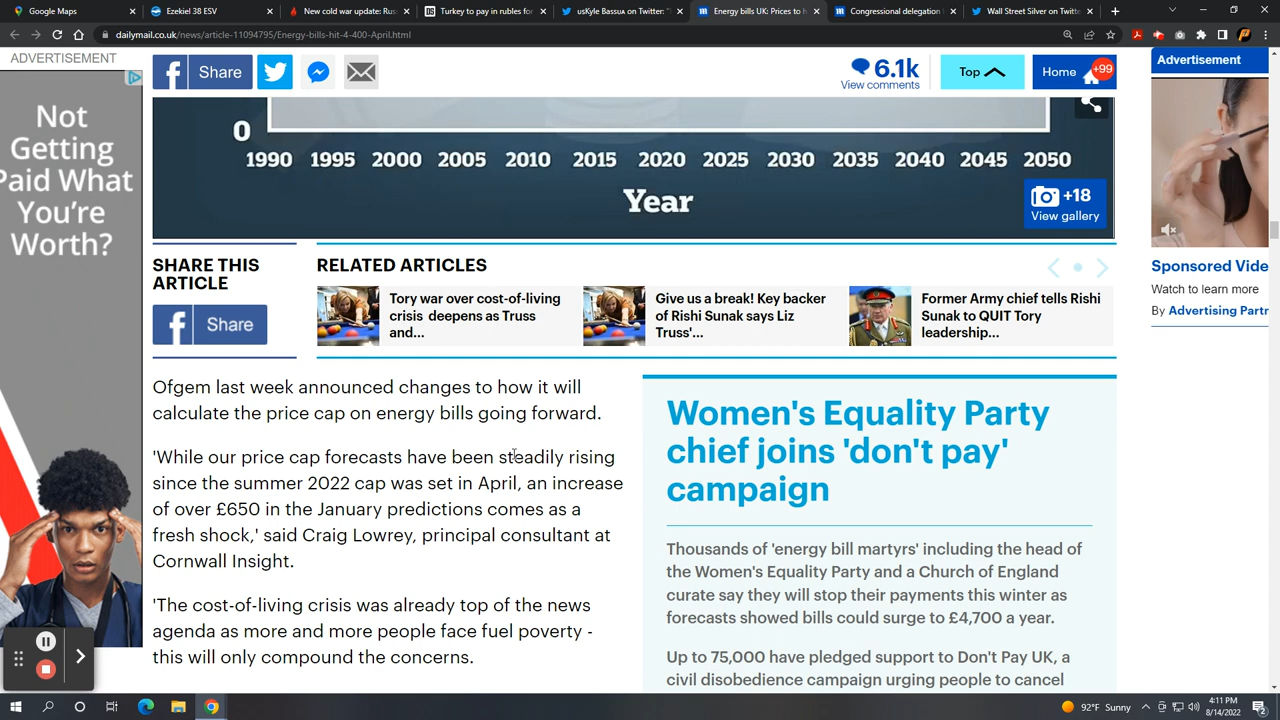 Google Maps
Ezekiel 38 ESV
New cold war update: Rus
Turkey to pay in rubles for
usKyle Bassλ on Twitter: "
Energy bills UK: Prices to h
Congressional delegation
Wall Street Silver on Twitte
dailymail.co.uk/news/article-11094795/Energy-bills-hit-4-400-April.html
ADVERTISEMENT
Not
Getting
Paid What
You're
Worth?
Share
6.1k
View comments
Top
Home
+99
Advertisement
0
1990 1995 2000 2005 2010 2015 2020 2025 2030 2035 2040 2045 2050
Year
+18
View gallery
SHARE THIS
ARTICLE
Share
RELATED ARTICLES
Tory war over cost-of-living
crisis deepens as Truss
and...
Give us a break! Key backer
of Rishi Sunak says Liz
Truss'...
Former Army chief tells Rishi
Sunak to QUIT Tory
leadership...
Sponsored Vide
Watch to learn more
By Advertising Partr
Ofgem last week announced changes to how it will
calculate the price cap on energy bills going forward.
'While our price cap forecasts have been steadily rising
since the summer 2022 cap was set in April, an increase
of over £650 in the January predictions comes as a
fresh shock,' said Craig Lowrey, principal consultant at
Cornwall Insight.
'The cost-of-living crisis was already top of the news
agenda as more and more people face fuel poverty -
this will only compound the concerns.
Women's Equality Party
chief joins 'don't pay'
campaign
Thousands of 'energy bill martyrs' including the head of
the Women's Equality Party and a Church of England
curate say they will stop their payments this winter as
forecasts showed bills could surge to £4,700 a year.
Up to 75,000 have pledged support to Don't Pay UK, a
civil disobedience campaign urging people to cancel
92°F Sunny
4:11 PM
8/14/2022
2